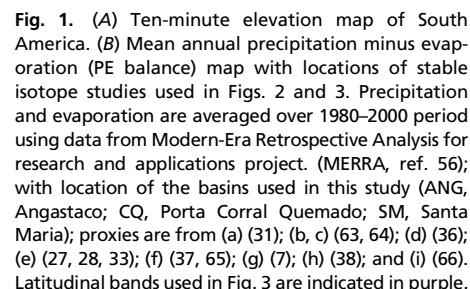 Fig. 1. (A) Ten-minute elevation map of South
America. (B) Mean annual precipitation minus evap-
oration (PE balance) map with locations of stable
isotope studies used in Figs. 2 and 3. Precipitation
and evaporation are averaged over 1980–2000 period
using data from Modern-Era Retrospective Analysis for
research and applications project. (MERRA, ref. 56);
with location of the basins used in this study (ANG,
Angastaco; CQ, Porta Corral Quemado; SM, Santa
Maria); proxies are from (a) (31); (b, c) (63, 64); (d) (36);
(e) (27, 28, 33); (f) (37, 65); (g) (7); (h) (38); and (i) (66).
Latitudinal bands used in Fig. 3 are indicated in purple.